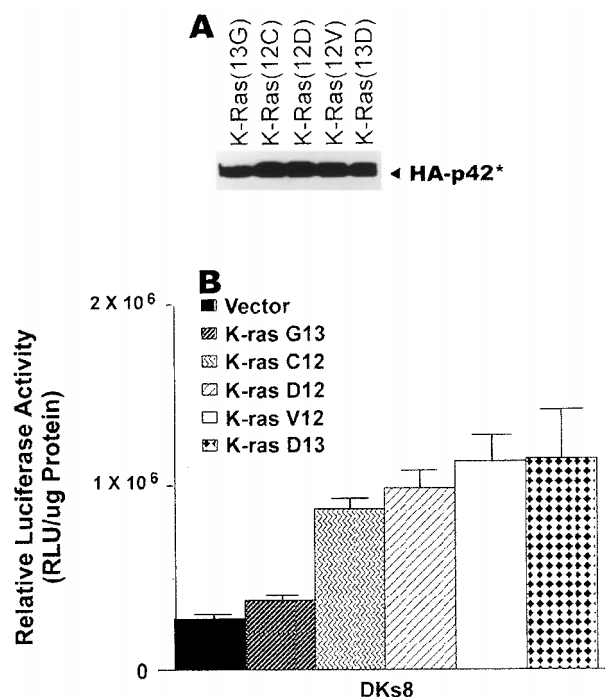 A
K-Ras(13G)
K-Ras(12C)
K-Ras(12D)
K-Ras(12V)
K-Ras(13D)
◄ HA-p42*
B
2 X 10⁶
1 X 10⁶
0
Relative Luciferase Activity
(RLU/ug Protein)
Vector
K-ras G13
K-ras C12
K-ras D12
K-ras V12
K-ras D13
DKs8